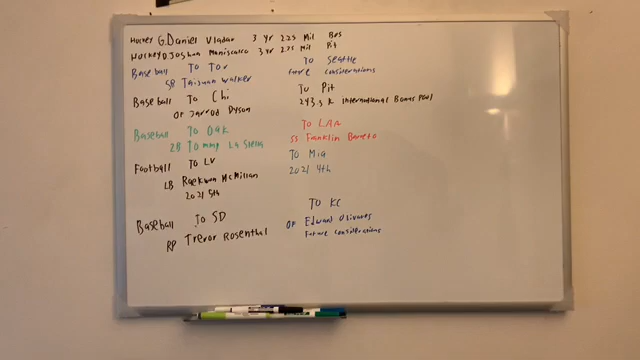 Hockey G. Daniel Vladar 3 yr 2.25 Mil Bos
Hockey D. Joshua Maniscalco 3 yr 2.25 Mil Pit
Baseball To Tor To Seattle
SP Taijuan Walker future considerations
Baseball To Chi To Pit
OF Jarrod Dyson 243.3 K International Bonus Pool
Baseball To Oak To LAA
2B Tommy La Stella SS Franklin Barreto
Football To LV To Mia
LB Raekwon McMillan 2021 4th
2021 5th
Baseball To SD To KC
RP Trevor Rosenthal OF Edward Olivares
Future considerations